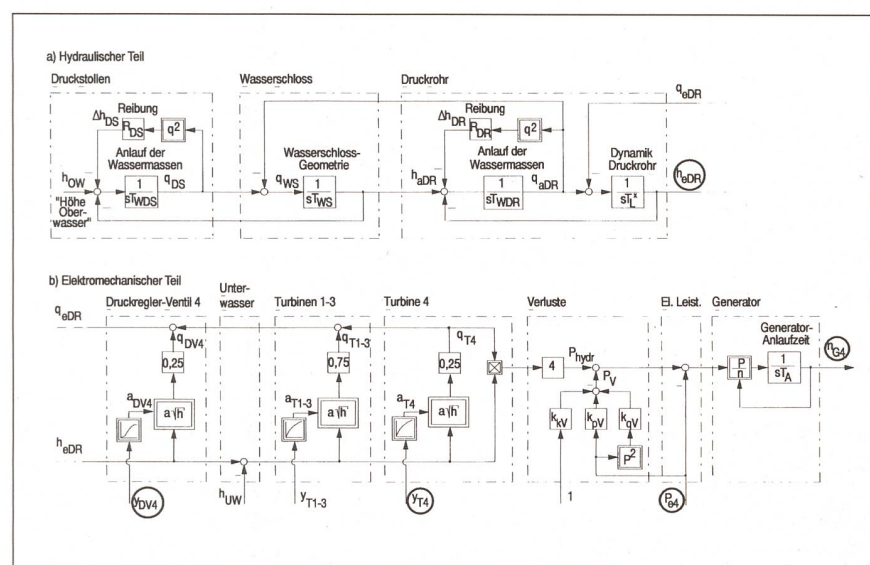 a) Hydraulischer Teil
Druckstollen
Wasserschloss
Druckrohr
Reibung
Δh_DS
R_DS
q²
Anlauf der
Wassermassen
h_OW
1
sT_WDS
q_DS
"Höhe
Ober-
wasser"
Wasserschloss-
Geometrie
q_WS
1
sT_WS
Reibung
Δh_DR
R_DR
q²
Anlauf der
Wassermassen
h_aDR
1
sT_WDR
q_aDR
q_eDR
Dynamik
Druckrohr
1
sT_L^x
h_eDR
b) Elektromechanischer Teil
Druckregler-Ventil 4
Unter-
wasser
Turbinen 1-3
Turbine 4
Verluste
El. Leist.
Generator
q_eDR
q_DV4
0,25
a_DV4
a√h
h_eDR
y_DV4
h_UW
q_T1-3
0,75
a_T1-3
a√h
y_T1-3
q_T4
0,25
a_T4
a√h
y_T4
4
P_hydr
P_V
k_kV
k_pV
k_qV
P²
1
P_e4
Generator-
Anlaufzeit
P
n
1
sT_A
n_G4